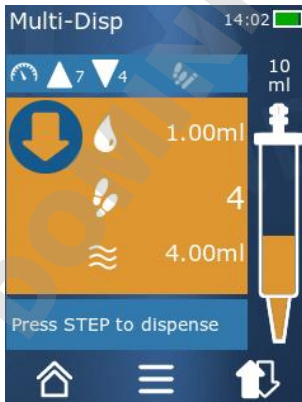 Multi-Disp 14:02
7 4
10
ml
1.00ml
4
4.00ml
Press STEP to dispense